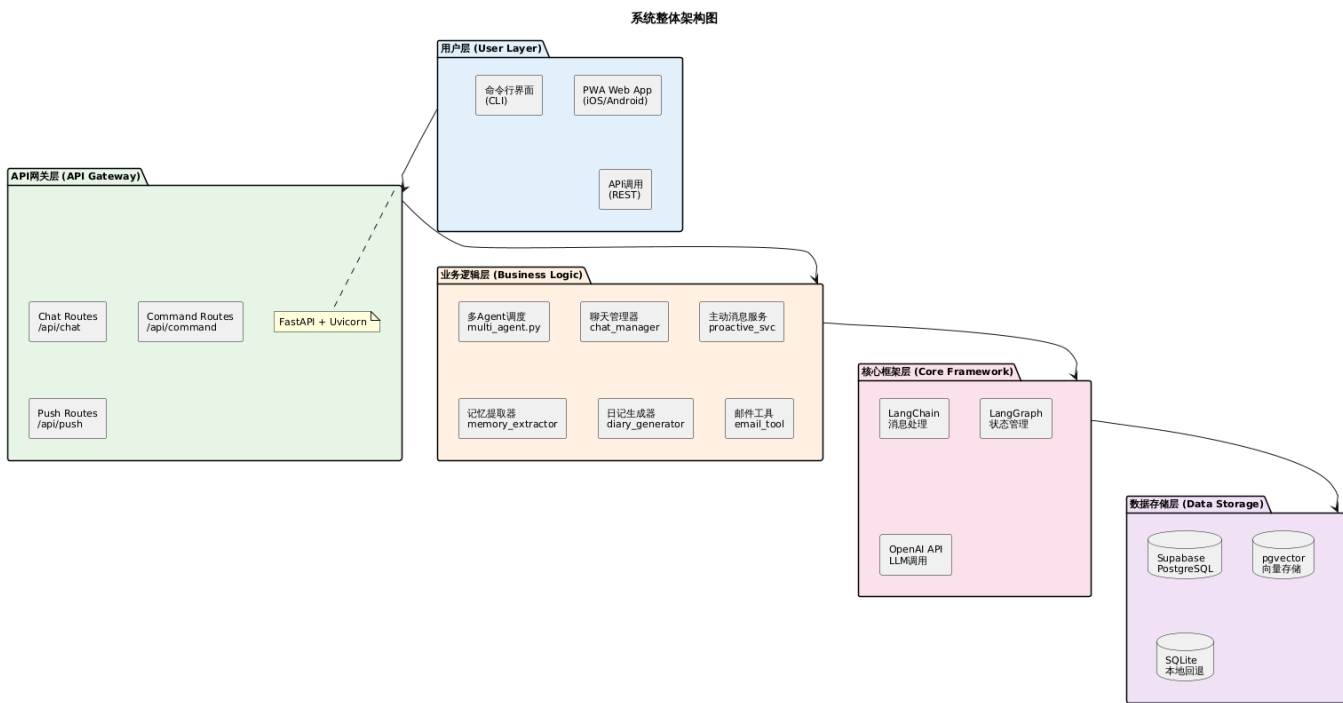 系统整体架构图
用户层 (User Layer)
命令行界面
(CLI)
PWA Web App
(iOS/Android)
API调用
(REST)
API网关层 (API Gateway)
Chat Routes
/api/chat
Command Routes
/api/command
FastAPI + Uvicorn
Push Routes
/api/push
业务逻辑层 (Business Logic)
多Agent调度
multi_agent.py
聊天管理器
chat_manager
主动消息服务
proactive_svc
记忆提取器
memory_extractor
日记生成器
diary_generator
邮件工具
email_tool
核心框架层 (Core Framework)
LangChain
消息处理
LangGraph
状态管理
OpenAI API
LLM调用
数据存储层 (Data Storage)
Supabase
PostgreSQL
pgvector
向量存储
SQLite
本地回退